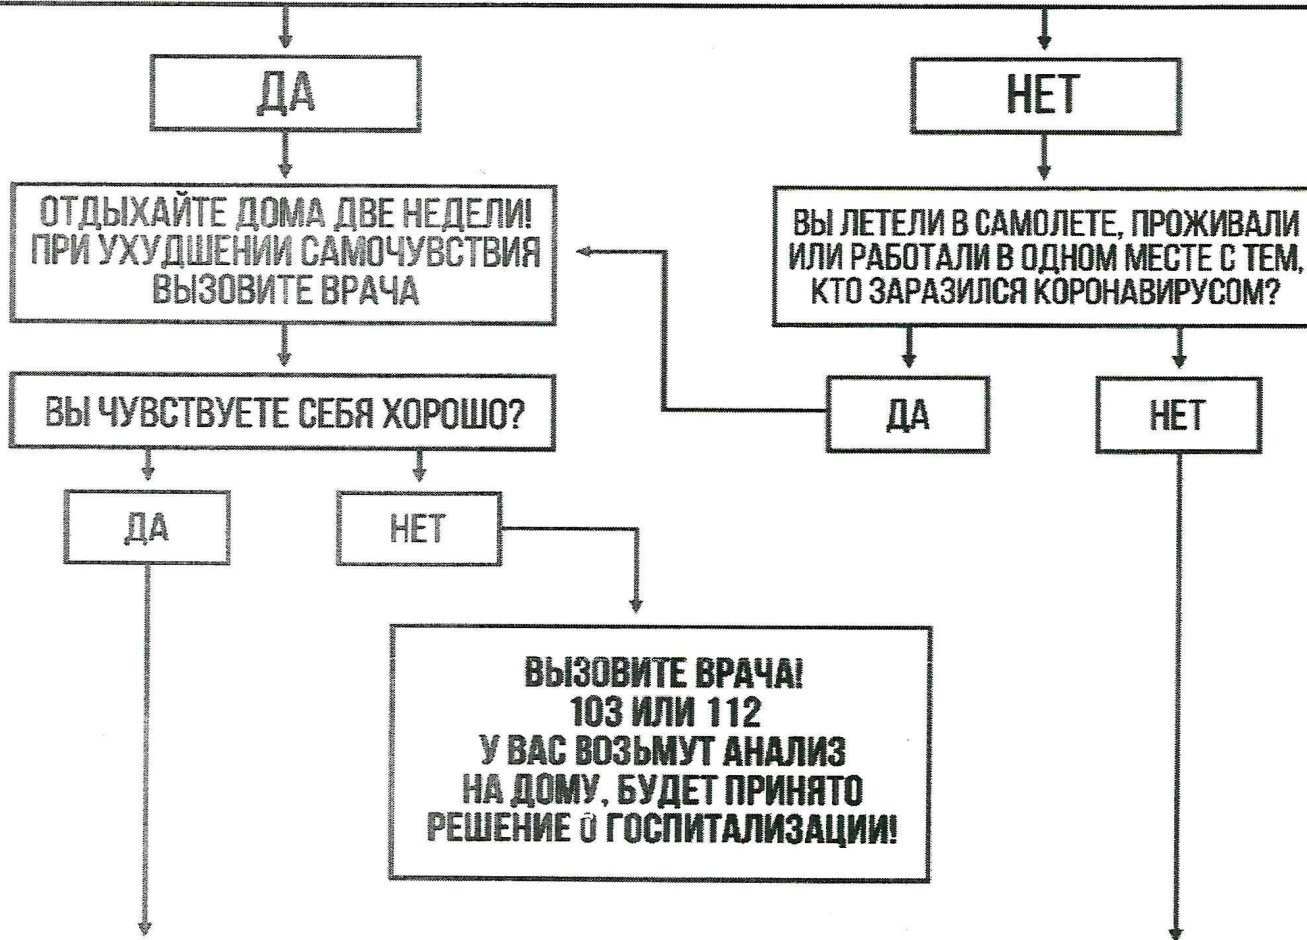 ДА
НЕТ
ОТДЫХАЙТЕ ДОМА ДВЕ НЕДЕЛИ!
ПРИ УХУДШЕНИИ САМОЧУВСТВИЯ
ВЫЗОВИТЕ ВРАЧА
ВЫ ЛЕТЕЛИ В САМОЛЕТЕ, ПРОЖИВАЛИ
ИЛИ РАБОТАЛИ В ОДНОМ МЕСТЕ С ТЕМ,
КТО ЗАРАЗИЛСЯ КОРОНАВИРУСОМ?
ВЫ ЧУВСТВУЕТЕ СЕБЯ ХОРОШО?
ДА
НЕТ
ДА
НЕТ
ВЫЗОВИТЕ ВРАЧА!
103 ИЛИ 112
У ВАС ВОЗЬМУТ АНАЛИЗ
НА ДОМУ, БУДЕТ ПРИНЯТО
РЕШЕНИЕ О ГОСПИТАЛИЗАЦИИ!